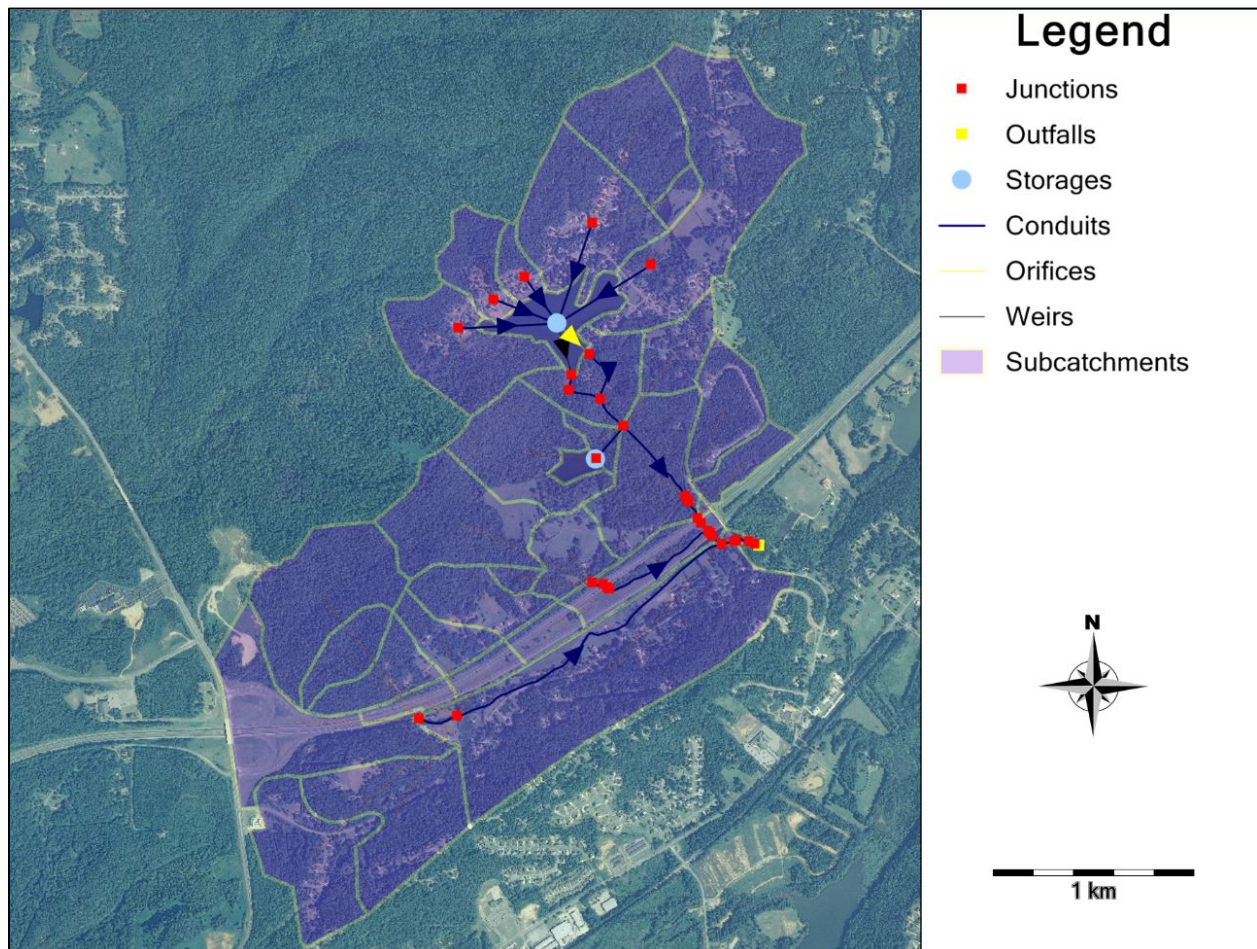 Legend
Junctions
Outfalls
Storages
Conduits
Orifices
Weirs
Subcatchments
N
1 km